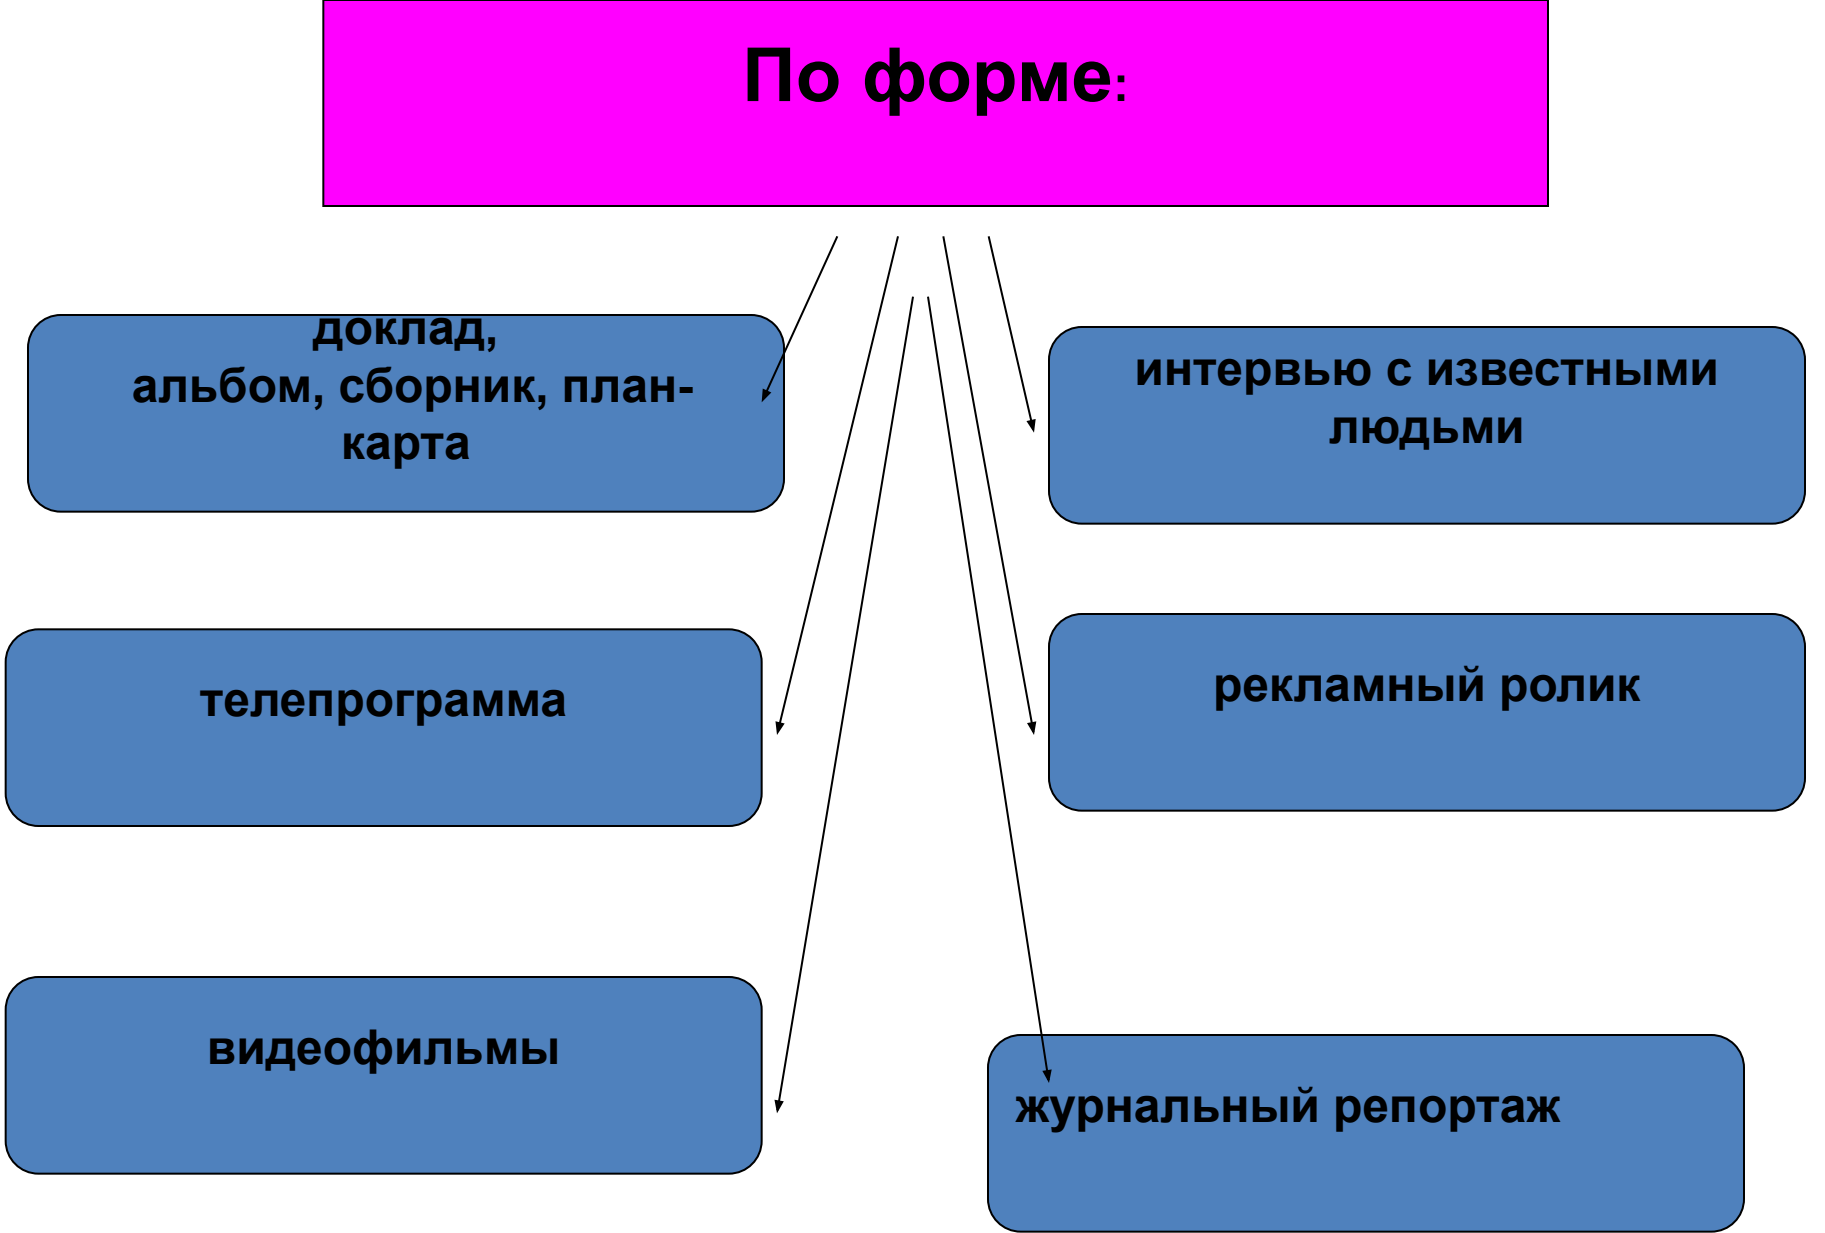 По форме:
доклад,
альбом, сборник, план-
карта
интервью с известными
людьми
телепрограмма
рекламный ролик
видеофильмы
журнальный репортаж